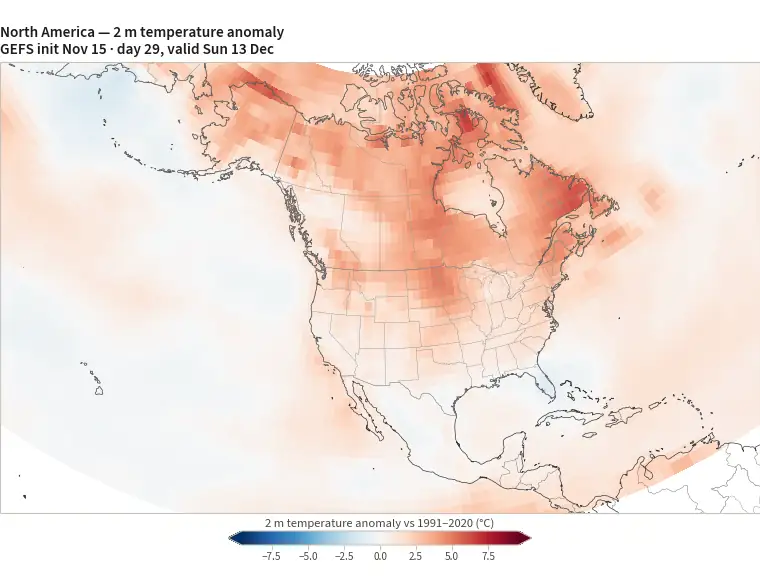 North America — 2 m temperature anomaly
GEFS init Nov 15 · day 29, valid Sun 13 Dec
2 m temperature anomaly vs 1991–2020 (°C)
−7.5 −5.0 −2.5 0.0 2.5 5.0 7.5